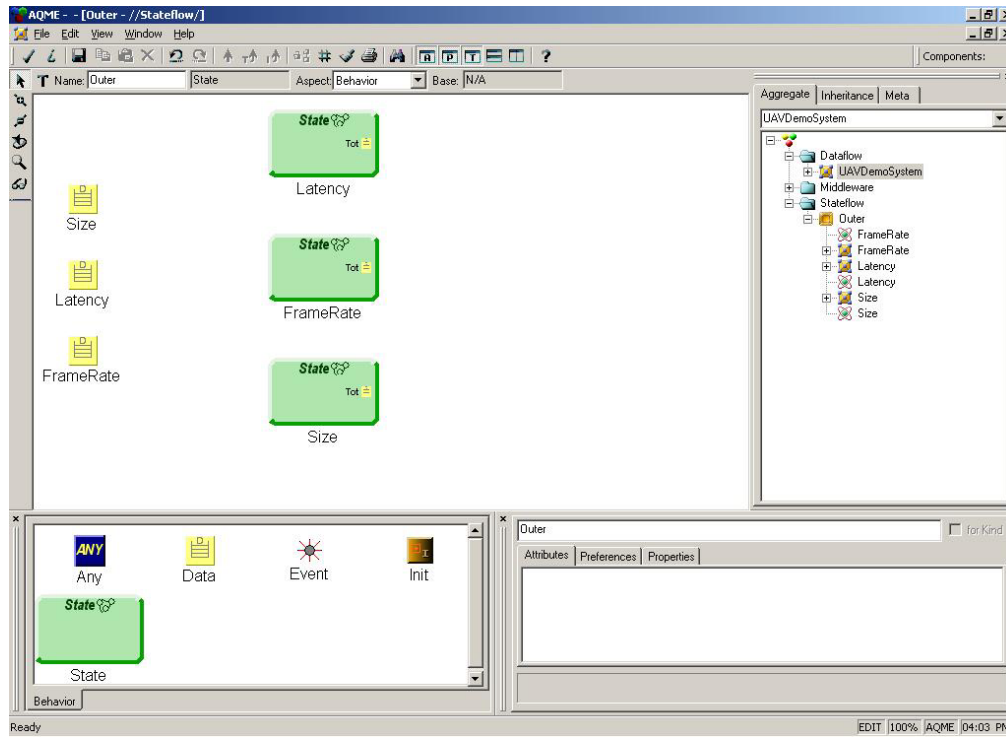 AQME - - [Outer - //Stateflow/]
File Edit View Window Help
A P T ?
Components:
T Name: Outer State Aspect: Behavior Base: N/A
State
Tot
Latency
Size
State
Tot
FrameRate
Latency
State
Tot
Size
FrameRate
Aggregate Inheritance Meta
UAVDemoSystem
Dataflow
UAVDemoSystem
Middleware
Stateflow
Outer
FrameRate
FrameRate
Latency
Latency
Size
Size
ANY
Any
Data
Event
Init
State
State
Behavior
Outer
for Kind
Attributes Preferences Properties
Ready
EDIT 100% AQME 04:03 PM